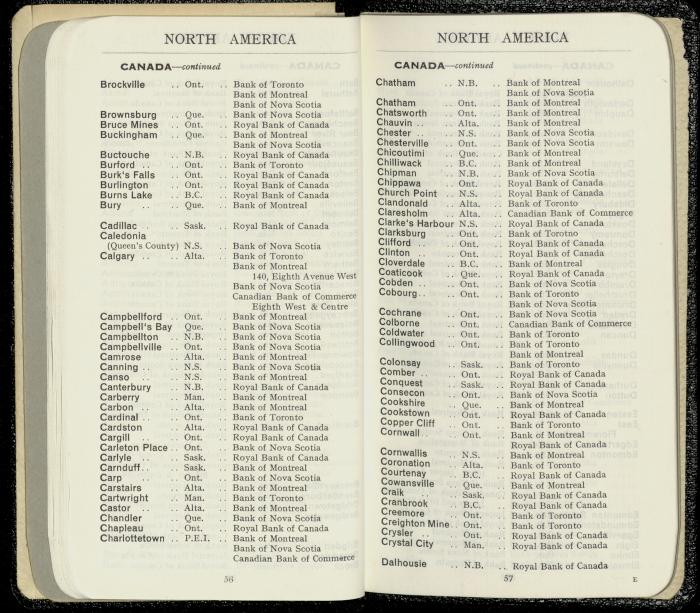 NORTH AMERICA
CANADA—continued
Brockville .. Ont. .. Bank of Toronto
Bank of Montreal
Bank of Nova Scotia
Brownsburg .. Que. .. Bank of Nova Scotia
Bruce Mines .. Ont. .. Royal Bank of Canada
Buckingham .. Que. .. Bank of Montreal
Bank of Nova Scotia
Buctouche .. N.B. .. Royal Bank of Canada
Burford .. .. Ont. .. Bank of Toronto
Burk's Falls .. Ont. .. Royal Bank of Canada
Burlington .. Ont. .. Royal Bank of Canada
Burns Lake .. B.C. .. Royal Bank of Canada
Bury .. .. Que. .. Bank of Montreal
Cadillac .. .. Sask. .. Royal Bank of Canada
Caledonia
(Queen's County) N.S. .. Bank of Nova Scotia
Calgary .. .. Alta. .. Bank of Toronto
Bank of Montreal
140, Eighth Avenue West
Bank of Nova Scotia
Canadian Bank of Commerce
Eighth West & Centre
Campbellford .. Ont. .. Bank of Montreal
Campbell's Bay Que. .. Bank of Nova Scotia
Campbellton .. N.B. .. Bank of Nova Scotia
Campbellville .. Ont. .. Bank of Nova Scotia
Camrose .. Alta. .. Bank of Montreal
Canning .. .. N.S. .. Bank of Nova Scotia
Canso .. .. N.S. .. Bank of Montreal
Canterbury .. N.B. .. Royal Bank of Canada
Carberry .. Man. .. Bank of Montreal
Carbon .. .. Alta. .. Bank of Montreal
Cardinal .. .. Ont. .. Bank of Toronto
Cardston .. Alta. .. Royal Bank of Canada
Cargill .. .. Ont. .. Royal Bank of Canada
Carleton Place .. Ont. .. Bank of Nova Scotia
Carlyle .. .. Sask. .. Royal Bank of Canada
Carnduff .. .. Sask. .. Bank of Montreal
Carp .. .. Ont. .. Bank of Nova Scotia
Carstairs .. Alta. .. Bank of Montreal
Cartwright .. Man. .. Bank of Toronto
Castor .. .. Alta. .. Bank of Montreal
Chandler .. Que. .. Bank of Nova Scotia
Chapleau .. Ont. .. Royal Bank of Canada
Charlottetown .. P.E.I. .. Bank of Montreal
Bank of Nova Scotia
Canadian Bank of Commerce
56
NORTH AMERICA
CANADA—continued
Chatham .. N.B. .. Bank of Montreal
Bank of Nova Scotia
Chatham .. Ont. .. Bank of Montreal
Chatsworth .. Ont. .. Bank of Montreal
Chauvin .. .. Alta. .. Bank of Montreal
Chester .. .. N.S. .. Bank of Nova Scotia
Chesterville .. Ont. .. Bank of Nova Scotia
Chicoutimi .. Que. .. Bank of Montreal
Chilliwack .. B.C. .. Bank of Montreal
Chipman .. N.B. .. Bank of Nova Scotia
Chippawa .. Ont. .. Royal Bank of Canada
Church Point .. N.S. .. Royal Bank of Canada
Clandonald .. Alta. .. Bank of Toronto
Claresholm .. Alta. .. Canadian Bank of Commerce
Clarke's Harbour N.S. .. Royal Bank of Canada
Clarksburg .. Ont. .. Bank of Torotno
Clifford .. .. Ont. .. Royal Bank of Canada
Clinton .. .. Ont. .. Royal Bank of Canada
Cloverdale .. B.C. .. Bank of Montreal
Coaticook .. Que. .. Royal Bank of Canada
Cobden .. .. Ont. .. Bank of Nova Scotia
Cobourg .. .. Ont. .. Bank of Toronto
Bank of Nova Scotia
Cochrane .. Ont. .. Bank of Nova Scotia
Colborne .. Ont. .. Canadian Bank of Commerce
Coldwater .. Ont. .. Bank of Toronto
Collingwood .. Ont. .. Bank of Toronto
Bank of Montreal
Colonsay .. Sask. .. Bank of Toronto
Comber .. .. Ont. .. Royal Bank of Canada
Conquest .. Sask. .. Royal Bank of Canada
Consecon .. Ont. .. Bank of Nova Scotia
Cookshire .. Que. .. Bank of Montreal
Cookstown .. Ont. .. Royal Bank of Canada
Copper Cliff .. Ont. .. Bank of Toronto
Cornwall .. .. Ont. .. Bank of Montreal
Royal Bank of Canada
Cornwallis .. N.S. .. Bank of Montreal
Coronation .. Alta. .. Bank of Toronto
Courtenay .. B.C. .. Royal Bank of Canada
Cowansville .. Que. .. Bank of Montreal
Craik .. .. Sask. .. Royal Bank of Canada
Cranbrook .. B.C. .. Royal Bank of Canada
Creemore .. Ont. .. Bank of Toronto
Creighton Mine .. Ont. .. Bank of Toronto
Crysler .. .. Ont. .. Royal Bank of Canada
Crystal City .. Man. .. Royal Bank of Canada
Dalhousie .. N.B. .. Royal Bank of Canada
57 E